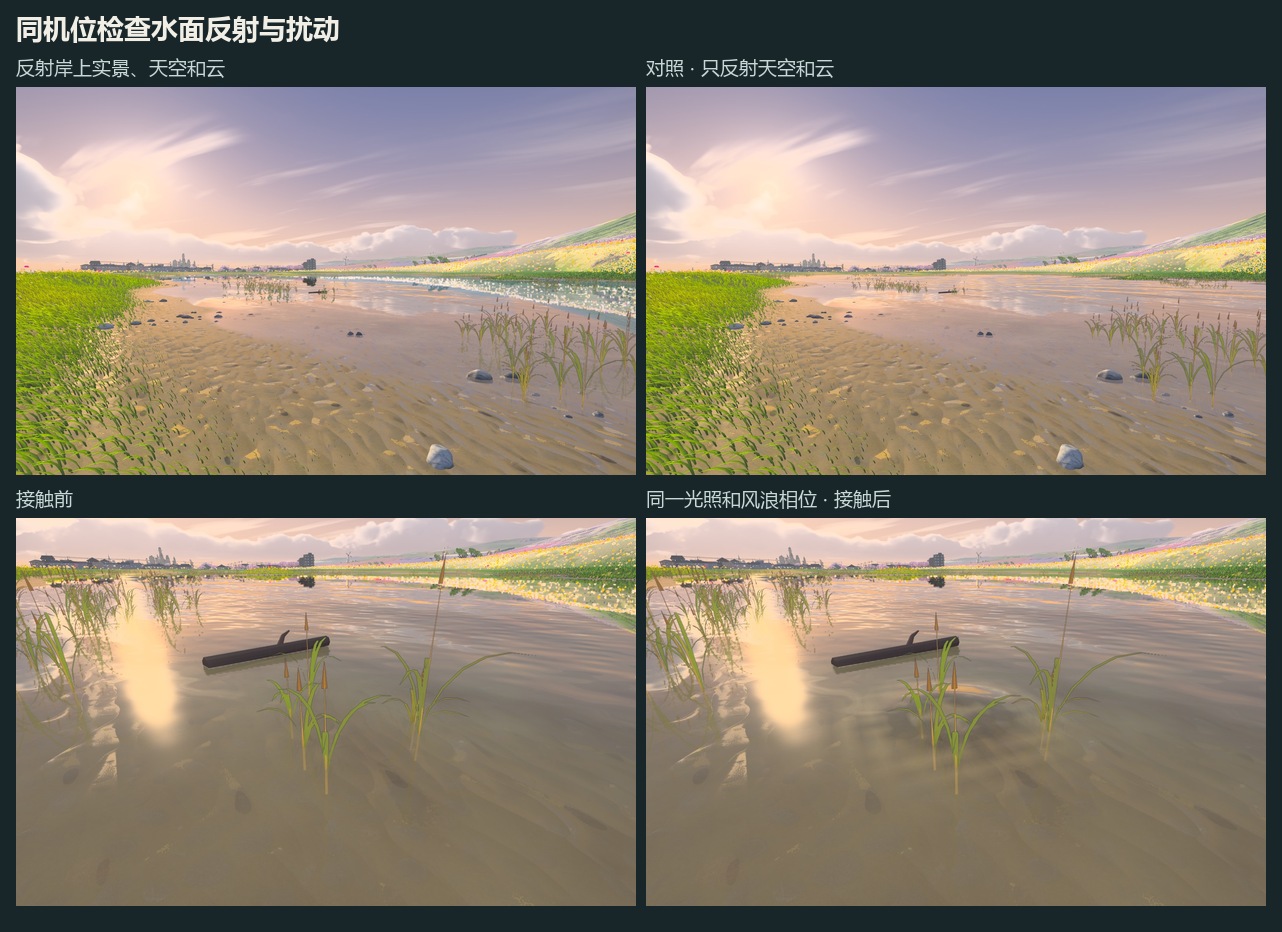 同机位检查水面反射与扰动
反射岸上实景、天空和云
对照 · 只反射天空和云
接触前
同一光照和风浪相位 · 接触后